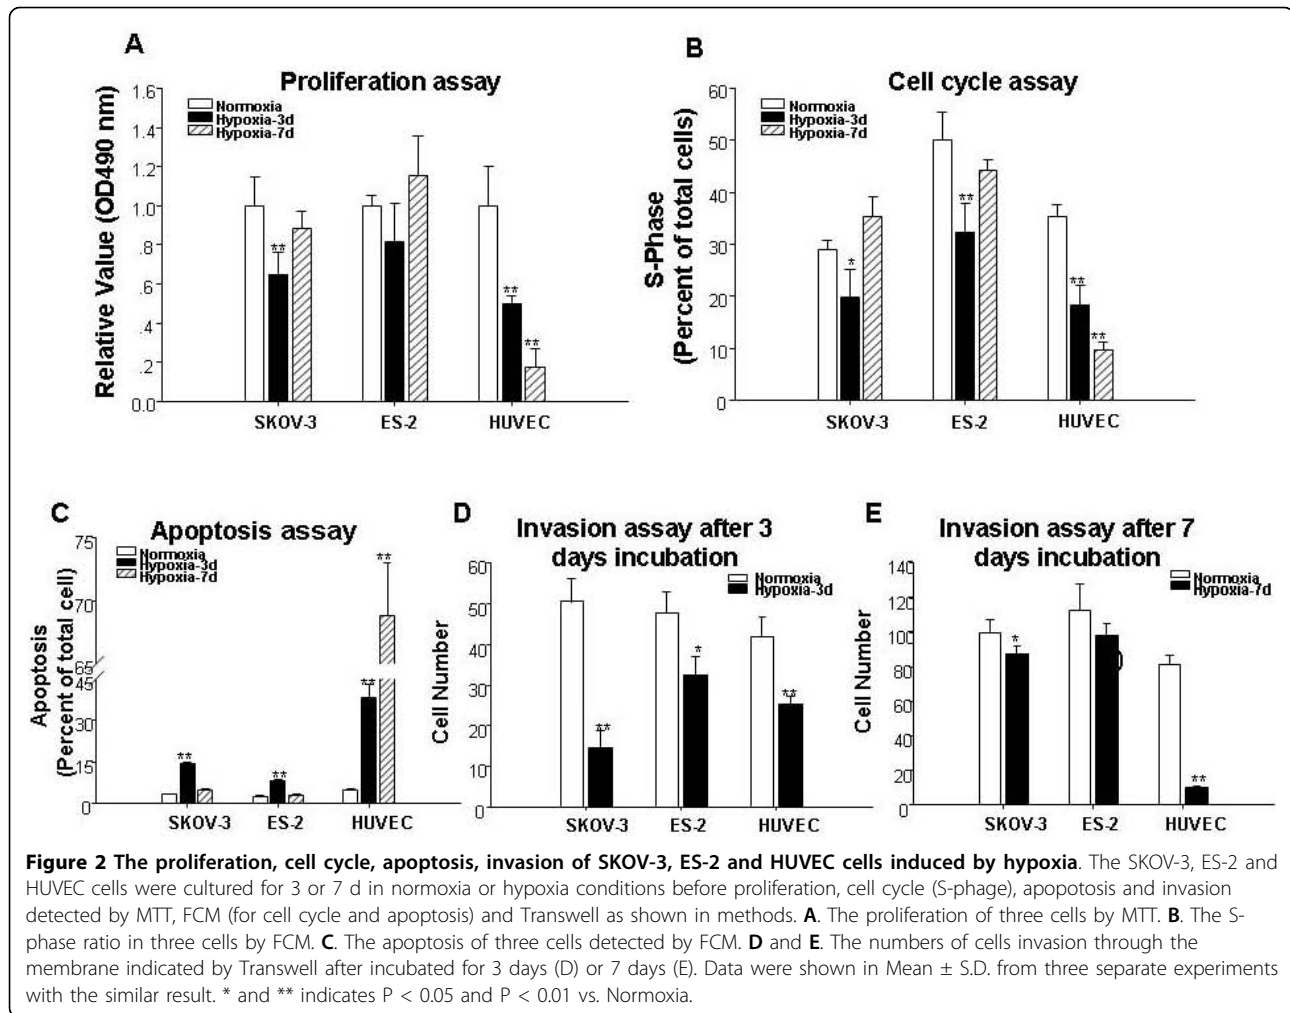 A
Proliferation assay
Normoxia
Hypoxia-3d
Hypoxia-7d
Relative Value (OD490 nm)
1.6
1.4
1.2
1.0
.8
.6
.4
.2
0.0
**
**
**
SKOV-3 ES-2 HUVEC
B
Cell cycle assay
Normoxia
Hypoxia-3d
Hypoxia-7d
S-Phase
(Percent of total cells)
60
50
40
30
20
10
0
*
**
**
**
SKOV-3 ES-2 HUVEC
C
Apoptosis assay
Normoxia
Hypoxia-3d
Hypoxia-7d
Apoptosis
(Percent of total cell)
75
70
65
45
30
15
0
**
**
**
**
SKOV-3 ES-2 HUVEC
D
Invasion assay after 3
days incubation
Normoxia
Hypoxia-3d
Cell Number
60
50
40
30
20
10
0
**
*
**
SKOV-3 ES-2 HUVEC
E
Invasion assay after 7
days incubation
Normoxia
Hypoxia-7d
Cell Number
140
120
100
80
60
40
20
0
*
)
**
SKOV-3 ES-2 HUVEC
Figure 2 The proliferation, cell cycle, apoptosis, invasion of SKOV-3, ES-2 and HUVEC cells induced by hypoxia. The SKOV-3, ES-2 and
HUVEC cells were cultured for 3 or 7 d in normoxia or hypoxia conditions before proliferation, cell cycle (S-phage), apopotosis and invasion
detected by MTT, FCM (for cell cycle and apoptosis) and Transwell as shown in methods. A. The proliferation of three cells by MTT. B. The S-
phase ratio in three cells by FCM. C. The apoptosis of three cells detected by FCM. D and E. The numbers of cells invasion through the
membrane indicated by Transwell after incubated for 3 days (D) or 7 days (E). Data were shown in Mean ± S.D. from three separate experiments
with the similar result. * and ** indicates P < 0.05 and P < 0.01 vs. Normoxia.